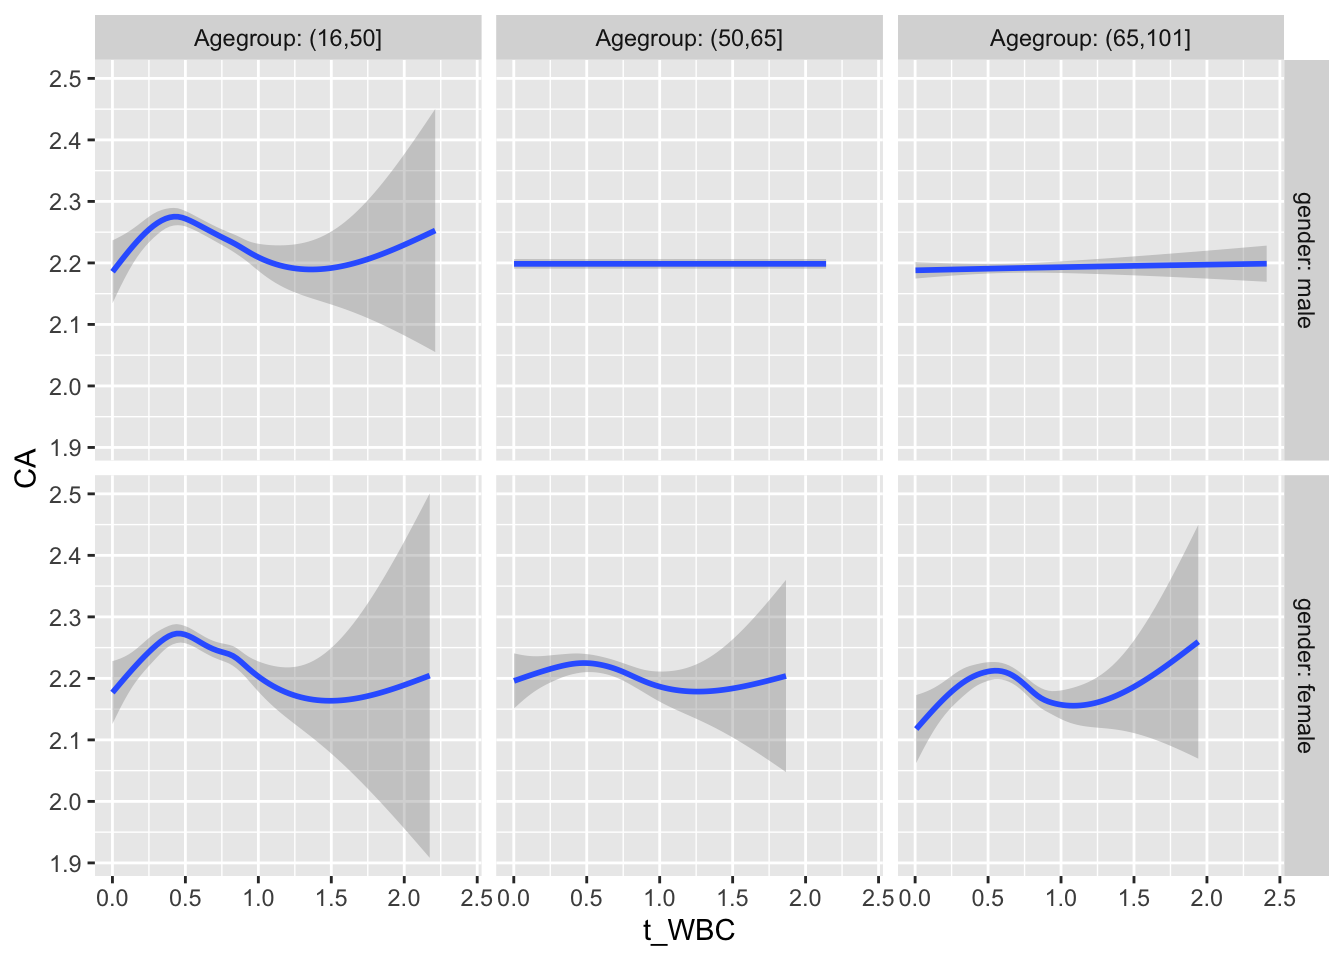 Agegroup: (16,50]
Agegroup: (50,65]
Agegroup: (65,101]
2.5
2.4
2.3
2.2
2.1
2.0
1.9
gender: male
CA
2.5
2.4
2.3
2.2
2.1
2.0
1.9
gender: female
0.0 0.5 1.0 1.5 2.0 2.5
0.0 0.5 1.0 1.5 2.0 2.5
0.0 0.5 1.0 1.5 2.0 2.5
t_WBC